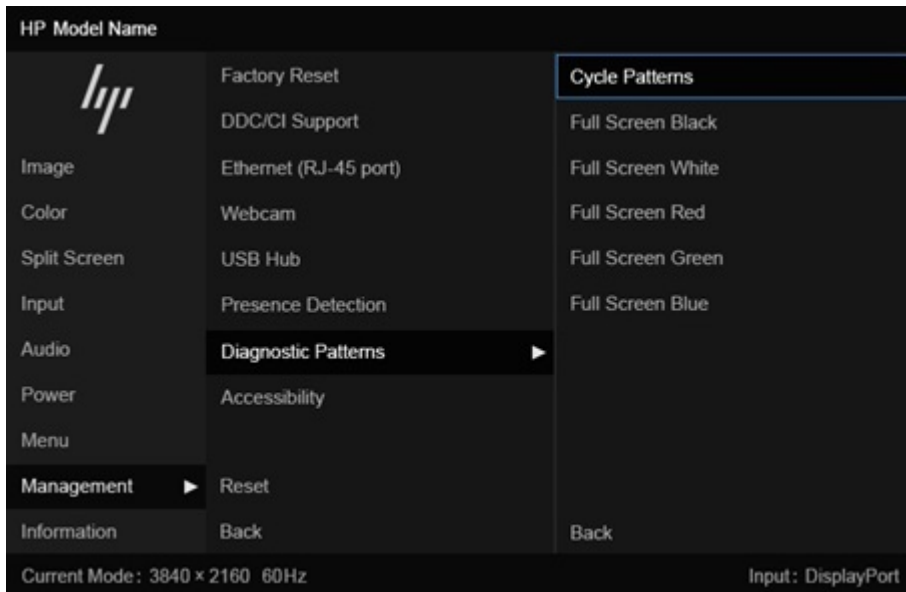 HP Model Name
hp
Image
Color
Split Screen
Input
Audio
Power
Menu
Management
Information
Factory Reset
DDC/CI Support
Ethernet (RJ-45 port)
Webcam
USB Hub
Presence Detection
Diagnostic Patterns
Accessibility
Reset
Back
Cycle Patterns
Full Screen Black
Full Screen White
Full Screen Red
Full Screen Green
Full Screen Blue
Back
Current Mode: 3840 × 2160 60Hz
Input: DisplayPort